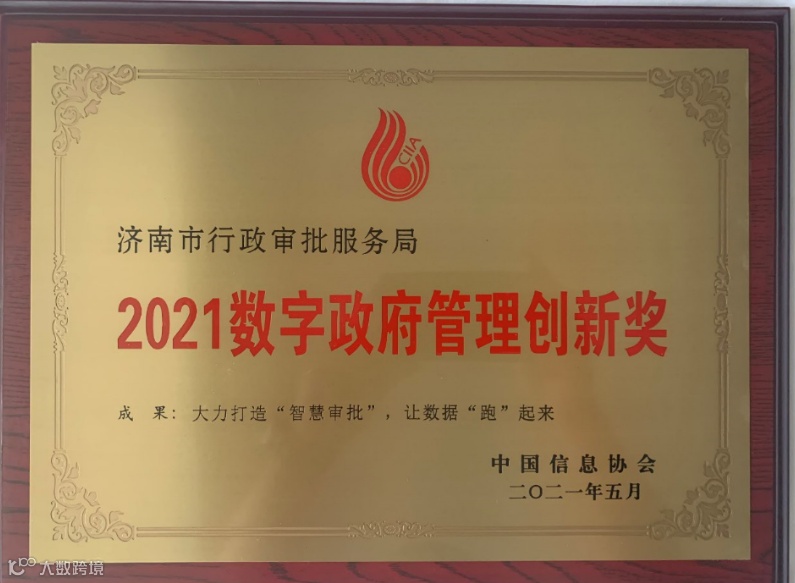 CIIA
济南市行政审批服务局
2021数字政府管理创新奖
成 果：大力打造“智慧审批”，让数据“跑”起来
中国信息协会
二〇二一年五月
大数跨境